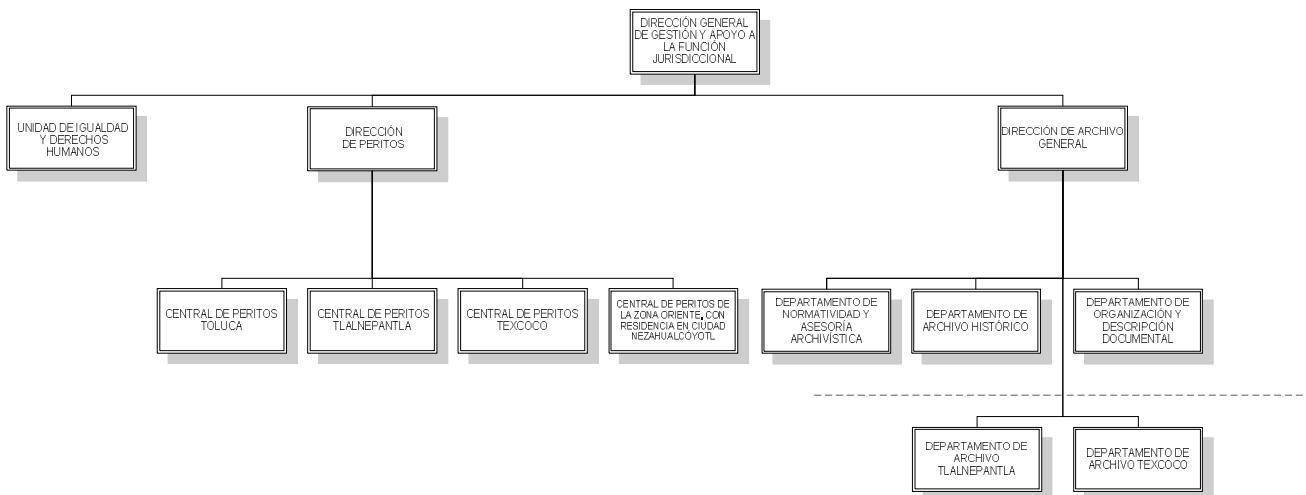 DIRECCIÓN GENERAL
DE GESTIÓN Y APOYO A
LA FUNCIÓN
JURISDICCIONAL
UNIDAD DE IGUALDAD
Y DERECHOS
HUMANOS
DIRECCIÓN
DE PERITOS
DIRECCIÓN DE ARCHIVO
GENERAL
CENTRAL DE PERITOS
TOLUCA
CENTRAL DE PERITOS
TLALNEPANTLA
CENTRAL DE PERITOS
TEXCOCO
CENTRAL DE PERITOS DE
LA ZONA ORIENTE, CON
RESIDENCIA EN CIUDAD
NEZAHUALCÓYOTL
DEPARTAMENTO DE
NORMATIVIDAD Y
ASESORÍA
ARCHIVÍSTICA
DEPARTAMENTO DE
ARCHIVO HISTÓRICO
DEPARTAMENTO DE
ORGANIZACIÓN Y
DESCRIPCIÓN
DOCUMENTAL
DEPARTAMENTO DE
ARCHIVO
TLALNEPANTLA
DEPARTAMENTO DE
ARCHIVO TEXCOCO